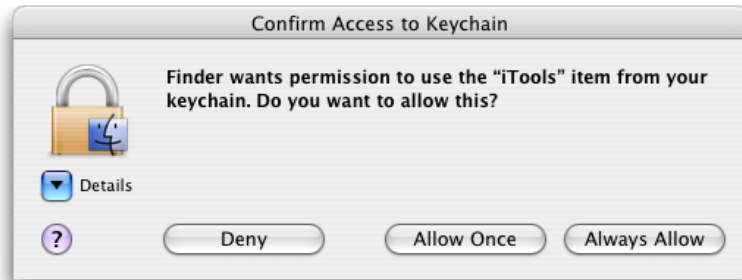 Confirm Access to Keychain
Finder wants permission to use the “iTools” item from your
keychain. Do you want to allow this?
Details
?
Deny
Allow Once
Always Allow